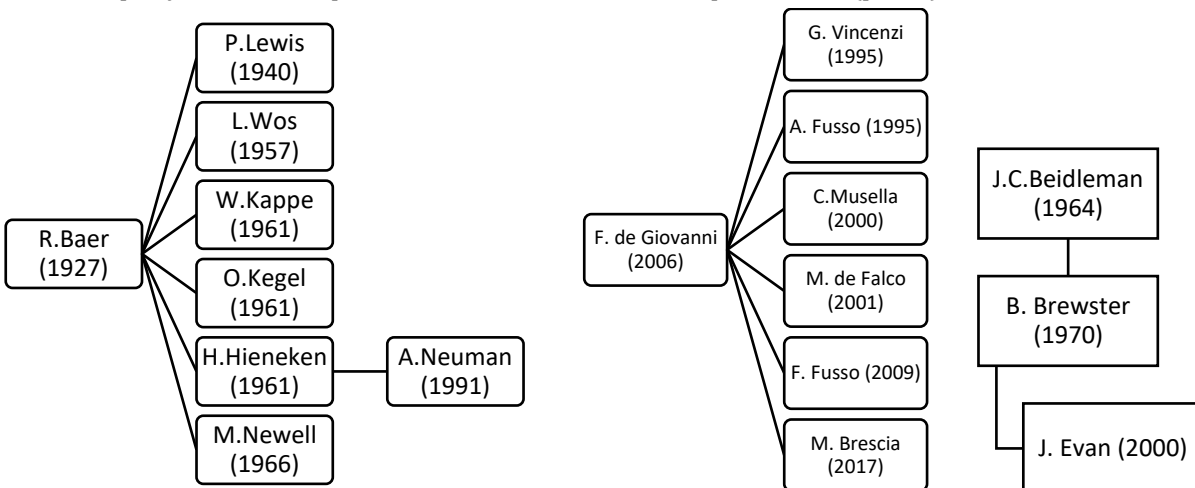 R.Baer
(1927)
P.Lewis
(1940)
L.Wos
(1957)
W.Kappe
(1961)
O.Kegel
(1961)
H.Hieneken
(1961)
M.Newell
(1966)
A.Neuman
(1991)
F. de Giovanni
(2006)
G. Vincenzi
(1995)
A. Fusso (1995)
C.Musella
(2000)
M. de Falco
(2001)
F. Fusso (2009)
M. Brescia
(2017)
J.C.Beidleman
(1964)
B. Brewster
(1970)
J. Evan (2000)